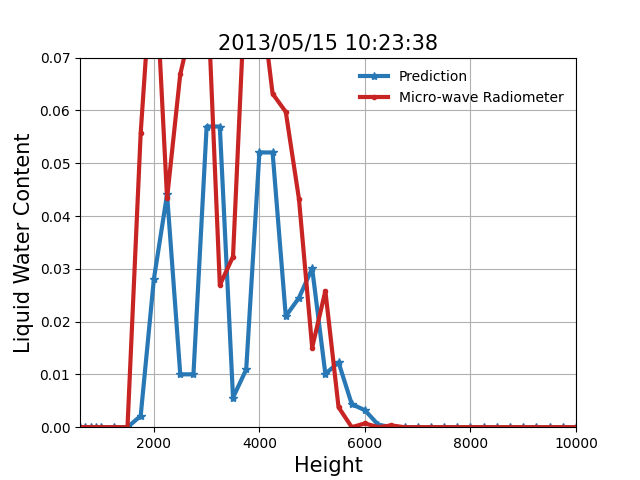 2013/05/15 10:23:38
0.07
0.06
0.05
0.04
0.03
0.02
0.01
0.00
Liquid Water Content
Prediction
Micro-wave Radiometer
2000 4000 6000 8000 10000
Height